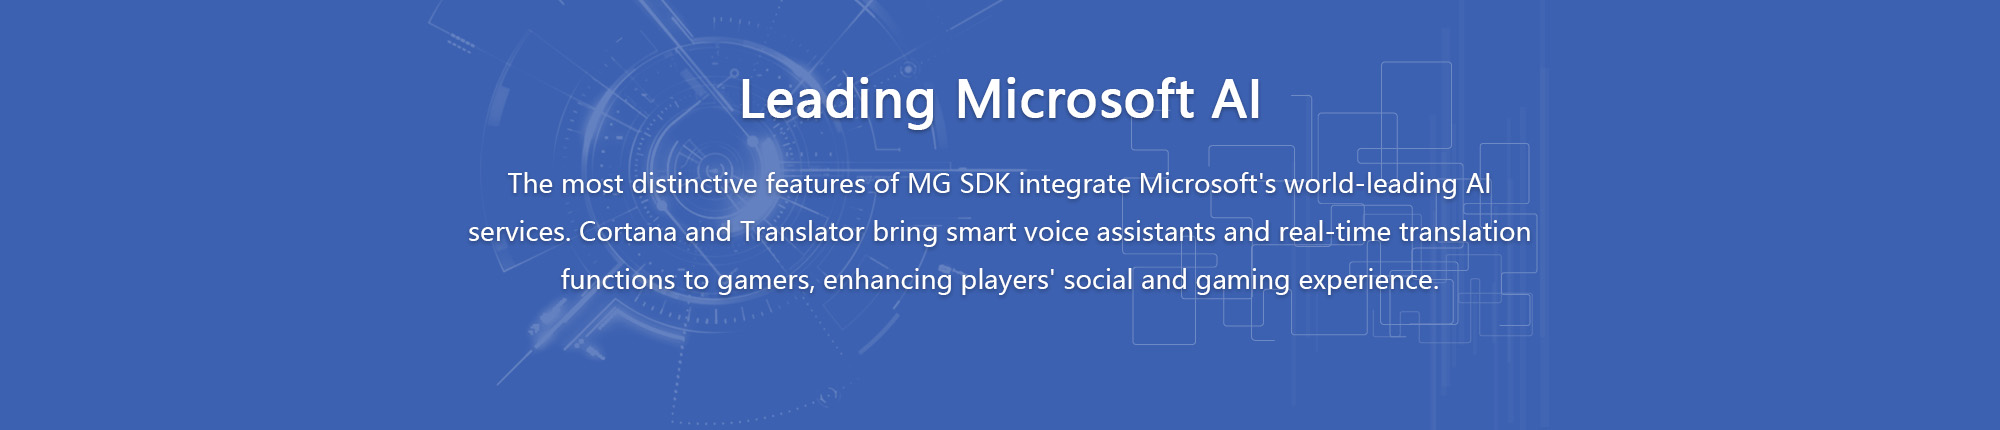 Leading Microsoft AI
The most distinctive features of MG SDK integrate Microsoft's world-leading AI
services. Cortana and Translator bring smart voice assistants and real-time translation
functions to gamers, enhancing players' social and gaming experience.